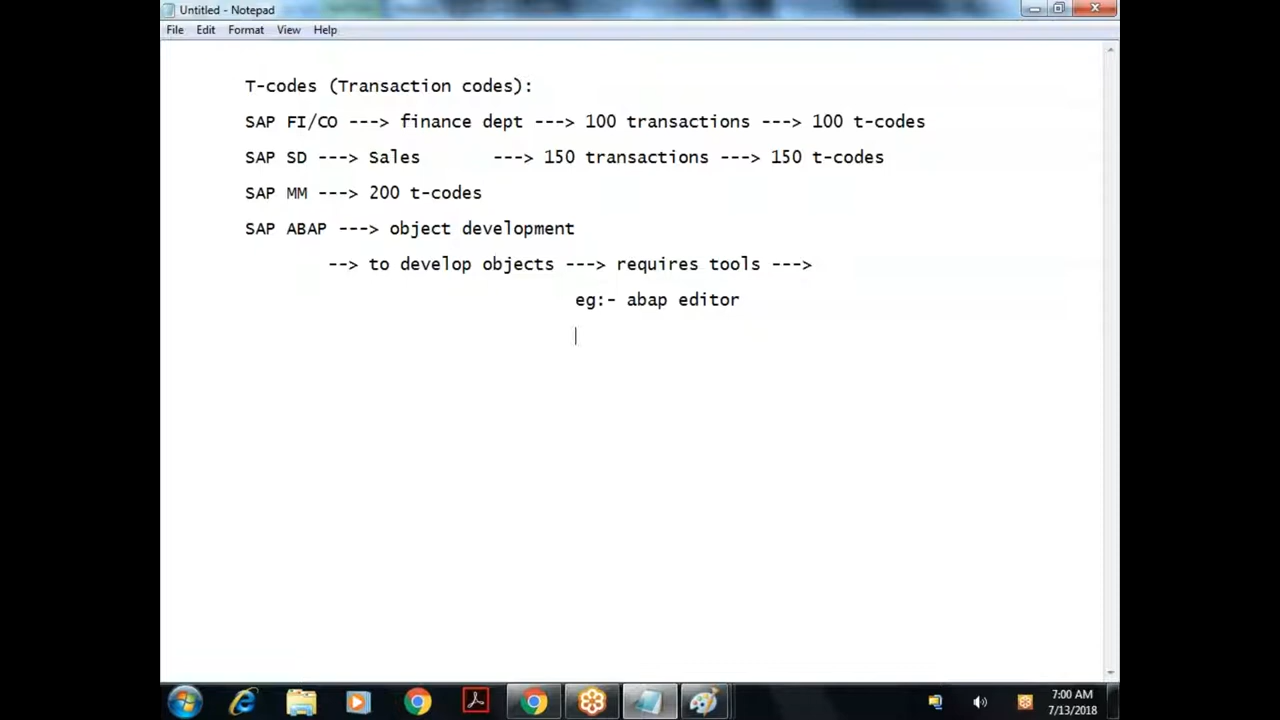 Untitled - Notepad
File Edit Format View Help
T-codes (Transaction codes):
SAP FI/CO ---> finance dept ---> 100 transactions ---> 100 t-codes
SAP SD ---> Sales ---> 150 transactions ---> 150 t-codes
SAP MM ---> 200 t-codes
SAP ABAP ---> object development
--> to develop objects ---> requires tools --->
eg:- abap editor
7:00 AM
7/13/2018